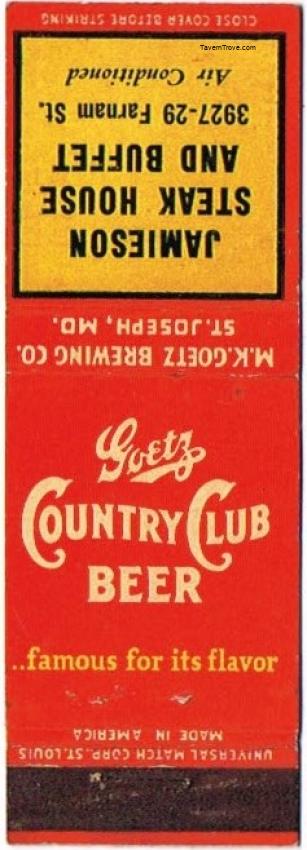 CLOSE COVER BEFORE STRIKING
TavernTrove.com
JAMIESON
STEAK HOUSE
AND BUFFET
3927-29 Farnam St.
Air Conditioned
M.K.GOETZ BREWING CO.
ST.JOSEPH, MO.
Goetz
COUNTRY CLUB
BEER
..famous for its flavor
MADE IN AMERICA
UNIVERSAL MATCH CORP. ST.LOUIS